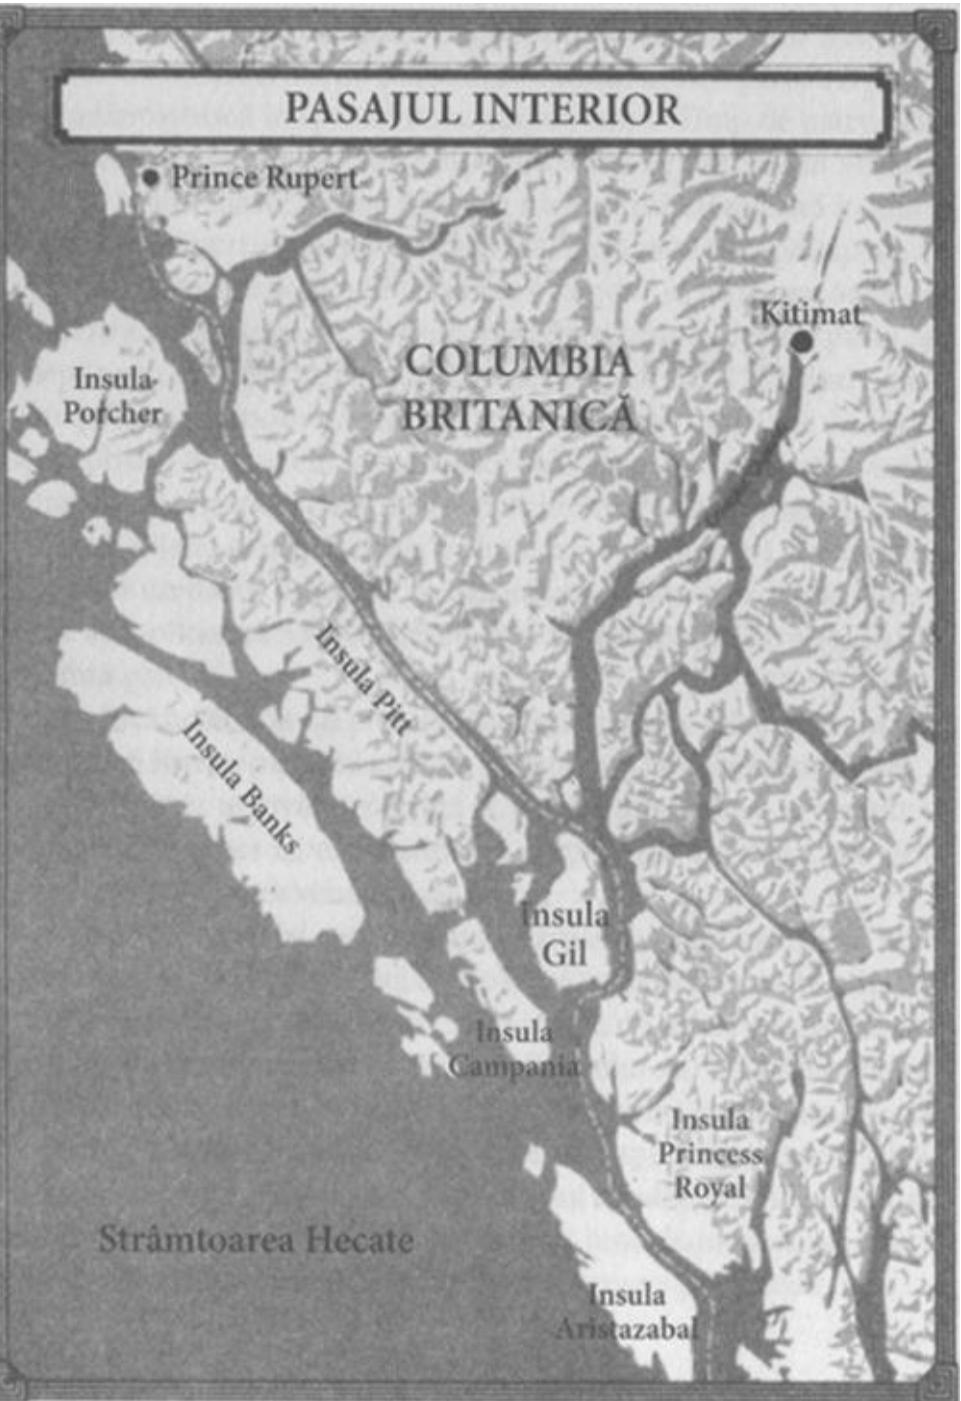 PASAJUL INTERIOR
Prince Rupert
Kitimat
COLUMBIA
BRITANICĂ
Insula
Porcher
Insula Pitt
Insula Banks
Insula
Gil
Insula
Campania
Insula
Princess
Royal
Strâmtoarea Hecate
Insula
Aristazabal